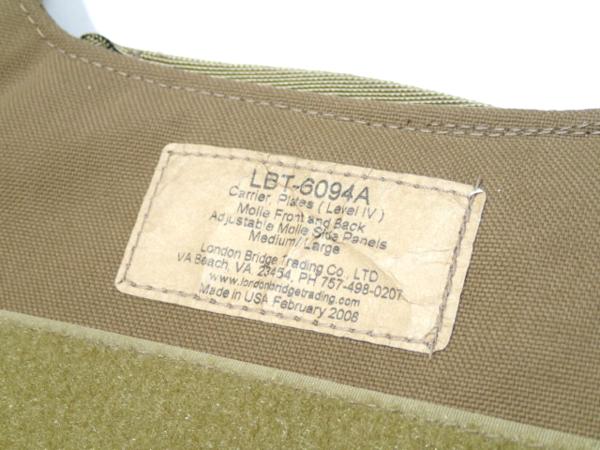 LBT-6094A
Carrier, Plates (Level IV)
Molle Front and Back
Adjustable Molle Side Panels
Medium/Large
London Bridge Trading Co., LTD
VA Beach, VA. 23454, PH 757-498-0207
www.londonbridgetrading.com
Made in USA February 2008